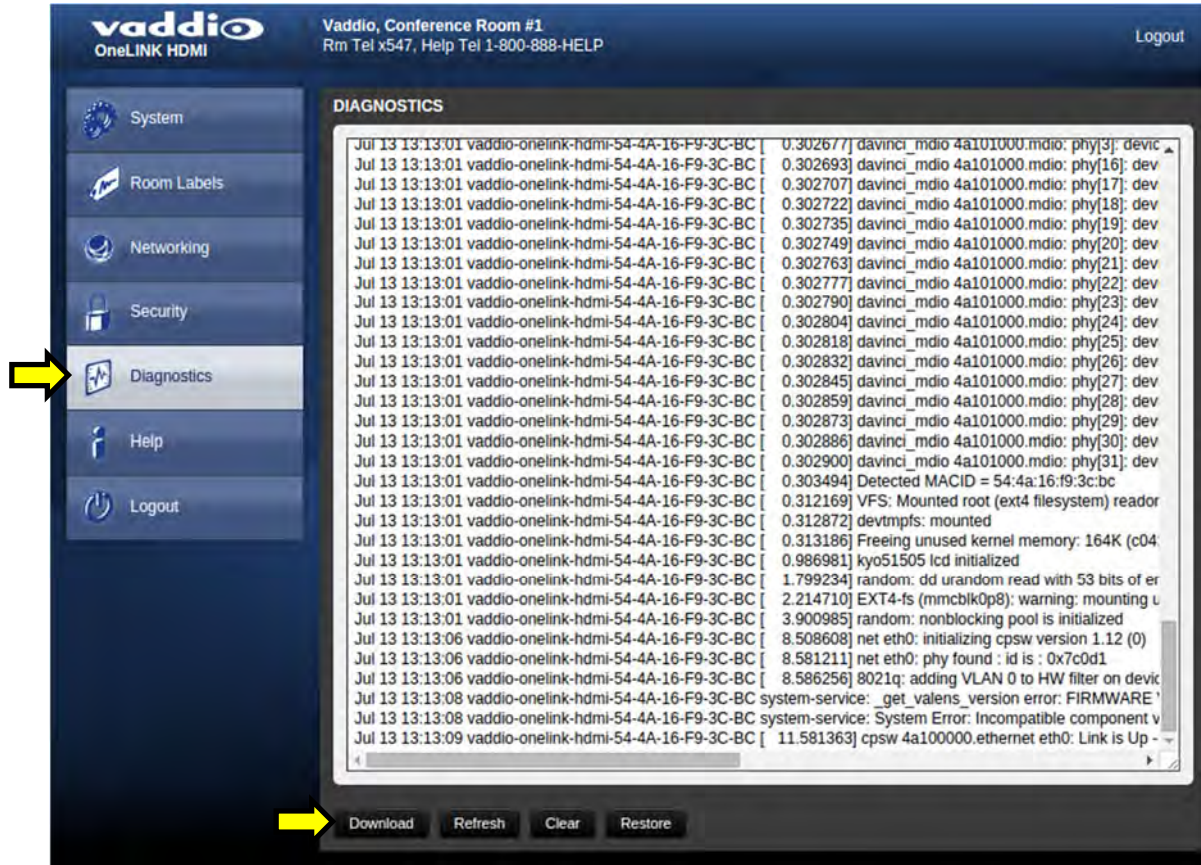 vaddio
OneLINK HDMI
Vaddio, Conference Room #1
Rm Tel x547, Help Tel 1-800-888-HELP
Logout
System
Room Labels
Networking
Security
Diagnostics
Help
Logout
DIAGNOSTICS
Jul 13 13:13:01 vaddio-onelink-hdmi-54-4A-16-F9-3C-BC [ 0.302677] davinci_mdio 4a101000.mdio: phy[3]: devic
Jul 13 13:13:01 vaddio-onelink-hdmi-54-4A-16-F9-3C-BC [ 0.302693] davinci_mdio 4a101000.mdio: phy[16]: dev
Jul 13 13:13:01 vaddio-onelink-hdmi-54-4A-16-F9-3C-BC [ 0.302707] davinci_mdio 4a101000.mdio: phy[17]: dev
Jul 13 13:13:01 vaddio-onelink-hdmi-54-4A-16-F9-3C-BC [ 0.302722] davinci_mdio 4a101000.mdio: phy[18]: dev
Jul 13 13:13:01 vaddio-onelink-hdmi-54-4A-16-F9-3C-BC [ 0.302735] davinci_mdio 4a101000.mdio: phy[19]: dev
Jul 13 13:13:01 vaddio-onelink-hdmi-54-4A-16-F9-3C-BC [ 0.302749] davinci_mdio 4a101000.mdio: phy[20]: dev
Jul 13 13:13:01 vaddio-onelink-hdmi-54-4A-16-F9-3C-BC [ 0.302763] davinci_mdio 4a101000.mdio: phy[21]: dev
Jul 13 13:13:01 vaddio-onelink-hdmi-54-4A-16-F9-3C-BC [ 0.302777] davinci_mdio 4a101000.mdio: phy[22]: dev
Jul 13 13:13:01 vaddio-onelink-hdmi-54-4A-16-F9-3C-BC [ 0.302790] davinci_mdio 4a101000.mdio: phy[23]: dev
Jul 13 13:13:01 vaddio-onelink-hdmi-54-4A-16-F9-3C-BC [ 0.302804] davinci_mdio 4a101000.mdio: phy[24]: dev
Jul 13 13:13:01 vaddio-onelink-hdmi-54-4A-16-F9-3C-BC [ 0.302818] davinci_mdio 4a101000.mdio: phy[25]: dev
Jul 13 13:13:01 vaddio-onelink-hdmi-54-4A-16-F9-3C-BC [ 0.302832] davinci_mdio 4a101000.mdio: phy[26]: dev
Jul 13 13:13:01 vaddio-onelink-hdmi-54-4A-16-F9-3C-BC [ 0.302845] davinci_mdio 4a101000.mdio: phy[27]: dev
Jul 13 13:13:01 vaddio-onelink-hdmi-54-4A-16-F9-3C-BC [ 0.302859] davinci_mdio 4a101000.mdio: phy[28]: dev
Jul 13 13:13:01 vaddio-onelink-hdmi-54-4A-16-F9-3C-BC [ 0.302873] davinci_mdio 4a101000.mdio: phy[29]: dev
Jul 13 13:13:01 vaddio-onelink-hdmi-54-4A-16-F9-3C-BC [ 0.302886] davinci_mdio 4a101000.mdio: phy[30]: dev
Jul 13 13:13:01 vaddio-onelink-hdmi-54-4A-16-F9-3C-BC [ 0.302900] davinci_mdio 4a101000.mdio: phy[31]: dev
Jul 13 13:13:01 vaddio-onelink-hdmi-54-4A-16-F9-3C-BC [ 0.303494] Detected MACID = 54:4a:16:f9:3c:bc
Jul 13 13:13:01 vaddio-onelink-hdmi-54-4A-16-F9-3C-BC [ 0.312169] VFS: Mounted root (ext4 filesystem) reador
Jul 13 13:13:01 vaddio-onelink-hdmi-54-4A-16-F9-3C-BC [ 0.312872] devtmpfs: mounted
Jul 13 13:13:01 vaddio-onelink-hdmi-54-4A-16-F9-3C-BC [ 0.313186] Freeing unused kernel memory: 164K (c04
Jul 13 13:13:01 vaddio-onelink-hdmi-54-4A-16-F9-3C-BC [ 0.986981] kyo51505 lcd initialized
Jul 13 13:13:01 vaddio-onelink-hdmi-54-4A-16-F9-3C-BC [ 1.799234] random: dd urandom read with 53 bits of er
Jul 13 13:13:01 vaddio-onelink-hdmi-54-4A-16-F9-3C-BC [ 2.214710] EXT4-fs (mmcblk0p8): warning: mounting u
Jul 13 13:13:01 vaddio-onelink-hdmi-54-4A-16-F9-3C-BC [ 3.900985] random: nonblocking pool is initialized
Jul 13 13:13:06 vaddio-onelink-hdmi-54-4A-16-F9-3C-BC [ 8.508608] net eth0: initializing cpsw version 1.12 (0)
Jul 13 13:13:06 vaddio-onelink-hdmi-54-4A-16-F9-3C-BC [ 8.581211] net eth0: phy found : id is : 0x7c0d1
Jul 13 13:13:06 vaddio-onelink-hdmi-54-4A-16-F9-3C-BC [ 8.586256] 8021q: adding VLAN 0 to HW filter on devic
Jul 13 13:13:08 vaddio-onelink-hdmi-54-4A-16-F9-3C-BC system-service: _get_valens_version error: FIRMWARE
Jul 13 13:13:08 vaddio-onelink-hdmi-54-4A-16-F9-3C-BC system-service: System Error: Incompatible component v
Jul 13 13:13:09 vaddio-onelink-hdmi-54-4A-16-F9-3C-BC [ 11.581363] cpsw 4a100000.ethernet eth0: Link is Up -
Download Refresh Clear Restore